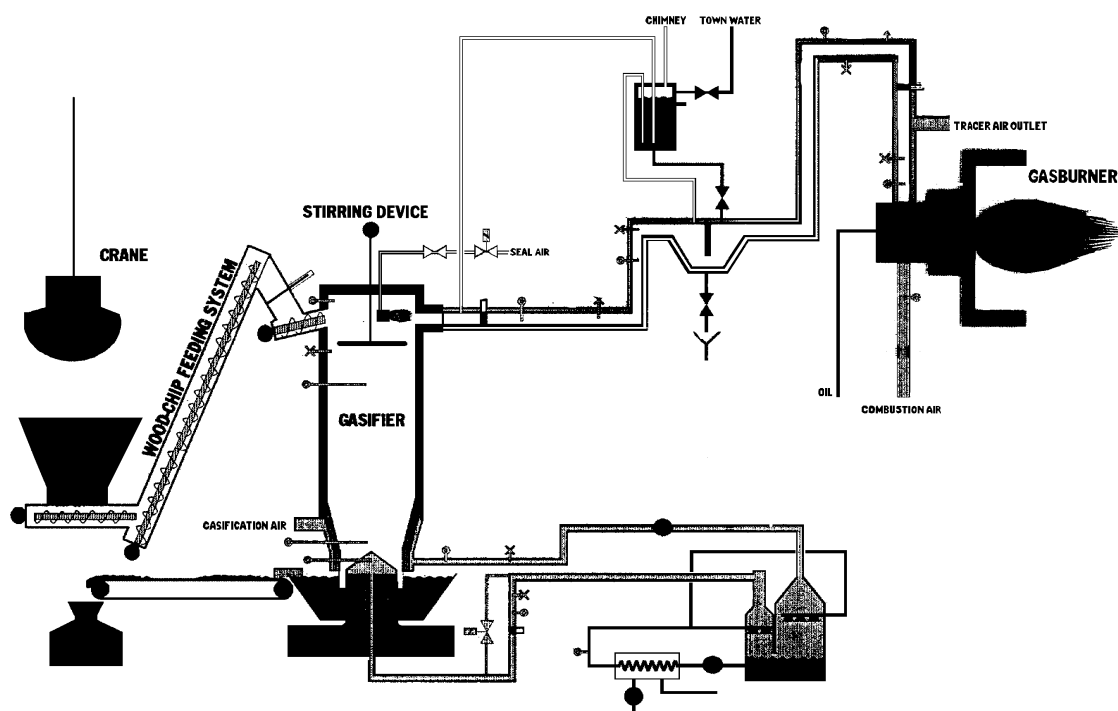 CHIMNEY
TOWN WATER
TRACER AIR OUTLET
GASBURNER
STIRRING DEVICE
CRANE
SEAL AIR
WOOD-CHIP FEEDING SYSTEM
OIL
COMBUSTION AIR
GASIFIER
GASIFICATION AIR